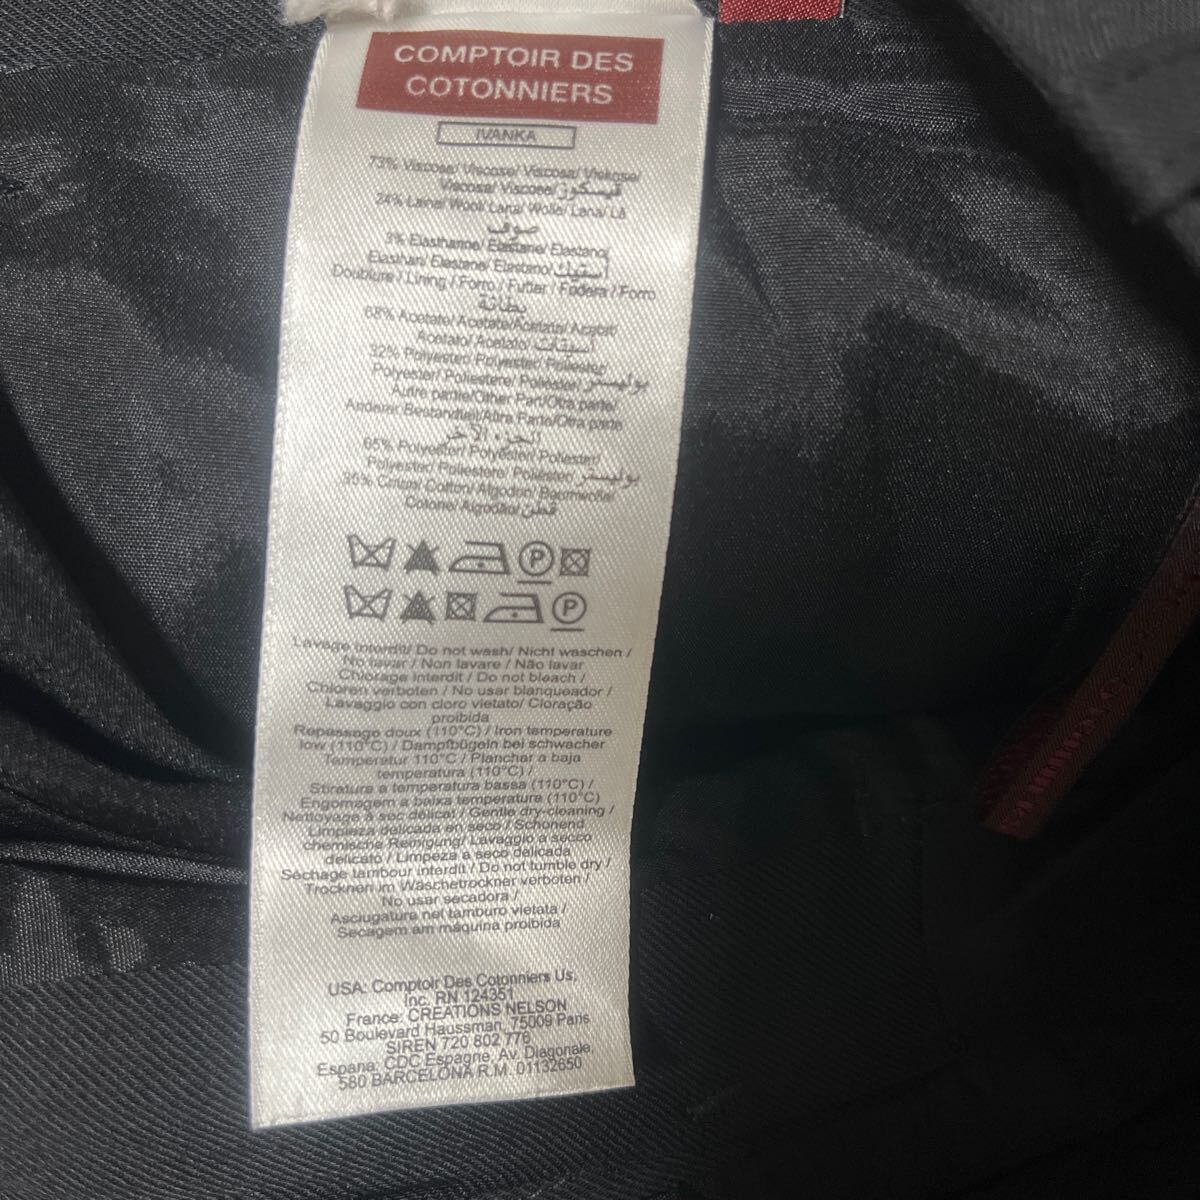 COMPTOIR DES
COTONNIERS
IVANKA
73% Viscose/ Viscose/ Viscosa/ Viskose/
Viscosa/ Viscose/ فيسكوز
24% Laine/ Wool/ Lana/ Wolle/ Lana/ Lã
صوف
3% Elasthanne/ Elastane/ Elastano/
Elasthan/ Elastane/ Elastano/
Doublure / Lining / Forro / Futter / Fodera / Forro
بطانة
68% Acetate/ Acetate/Acetato/ Acetat/
Acetato/ Acetato/ أسيتات
32% Polyester/ Polyester/ Poliester/
Polyester/ Poliestere/ Poliester/ بوليستر
Autre partie/Other Part/Otra parte/
Anderer Bestandteil/Altra Parte/Otra parte
الجزء الآخر
65% Polyester/ Polyester/ Poliester/
Polyester/ Poliestere/ Poliester/ بوليستر
35% Coton/ Cotton/ Algodon/ Baumwolle/
Cotone/ Algodão/ قطن
P
P
Lavage interdit/ Do not wash/ Nicht waschen /
No lavar / Non lavare / Não lavar
Chlorage interdit / Do not bleach /
Chloren verboten / No usar blanqueador /
Lavaggio con cloro vietato/ Cloração
proibida
Repassage doux (110°C) / Iron temperature
low (110°C) / Dampfbügeln bei schwacher
Temperatur 110°C / Planchar a baja
temperatura (110°C) /
Stiratura a temperatura bassa (110°C) /
Engomagem a baixa temperatura (110°C)
Nettoyage à sec délicat / Gentle dry-cleaning /
Limpieza delicada en seco / Schonend
chemische Reinigung/ Lavaggio a secco
delicato / Limpeza a seco delicada
Séchage tambour interdit / Do not tumble dry /
Trocknen im Wäschetrockner verboten /
No usar secadora /
Asciugatura nel tamburo vietata /
Secagem am máquina proibida
USA: Comptoir Des Cotonniers Us,
Inc. RN 124351
France: CREATIONS NELSON
50 Boulevard Haussman, 75009 Paris
SIREN 720 802 776
Espana: CDC Espagne, Av. Diagonale,
580 BARCELONA R.M. 01132650